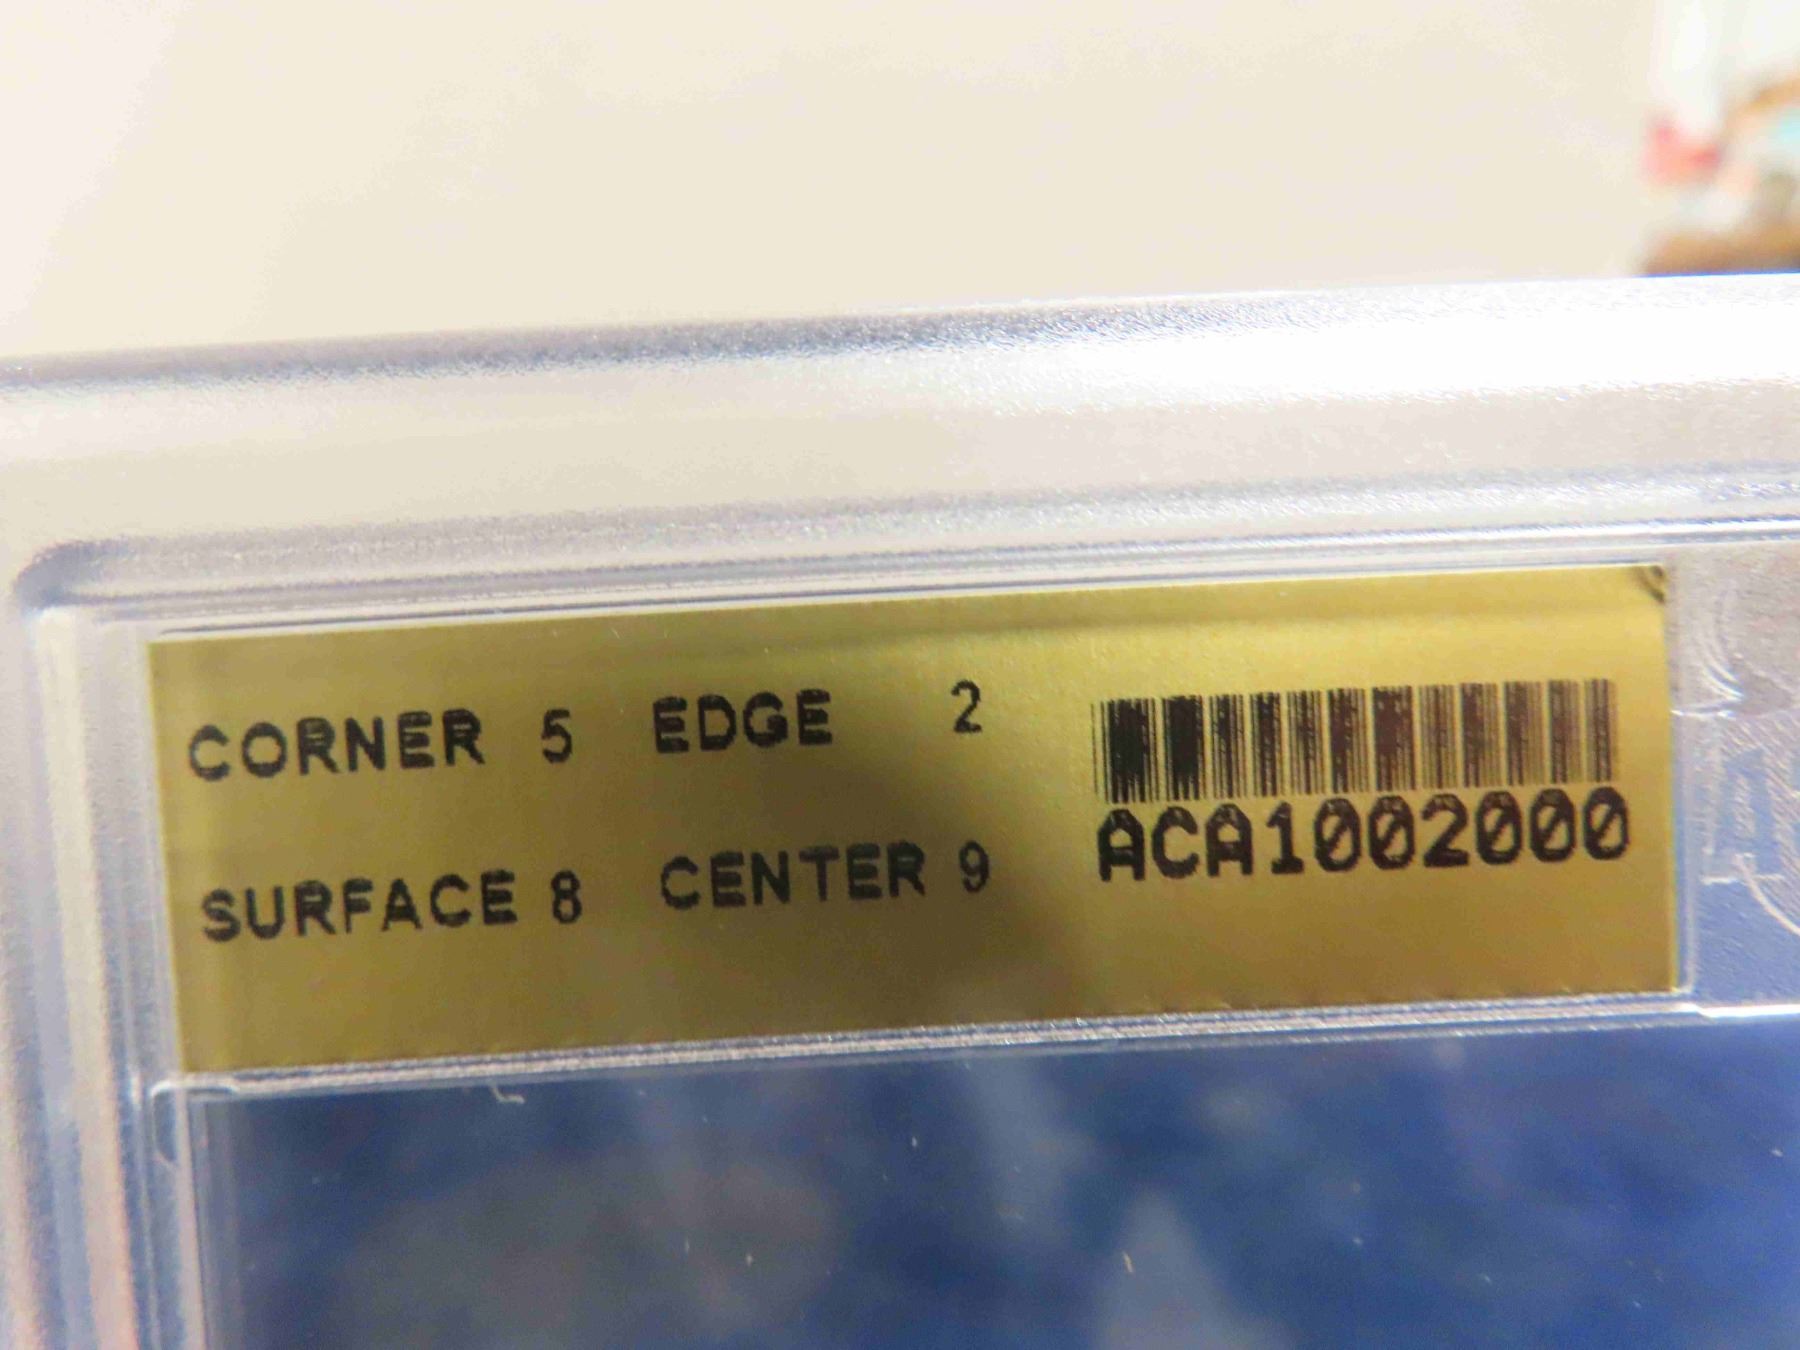 CORNER 5 EDGE 2
SURFACE 8 CENTER 9
ACA1002000